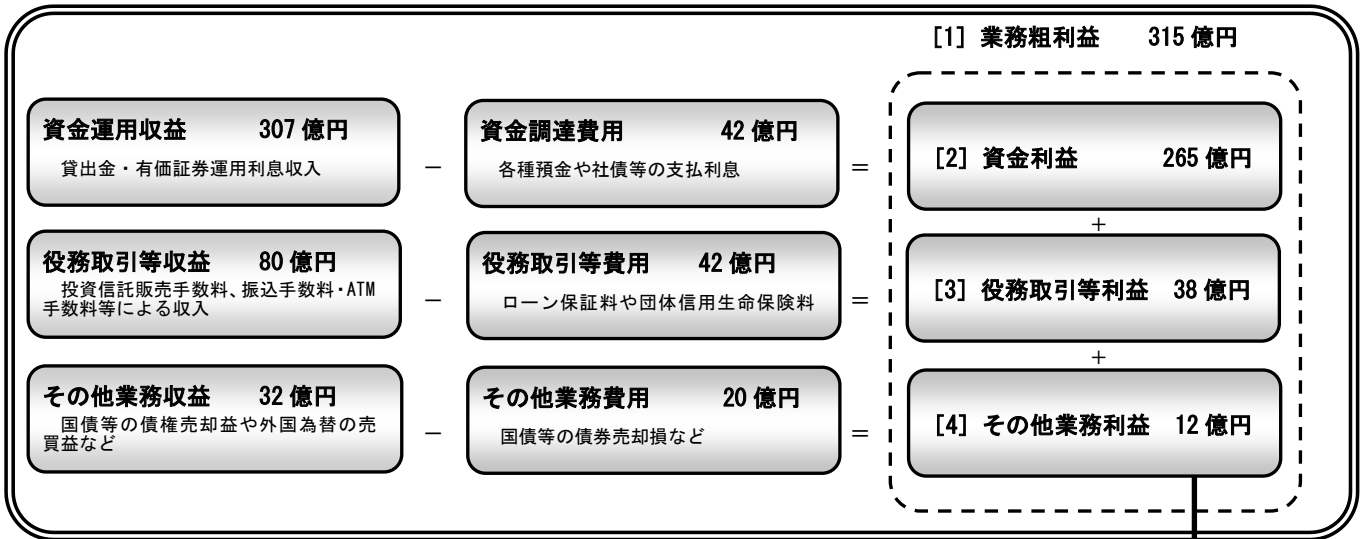 [1] 業務粗利益 315 億円
資金運用収益 307 億円
貸出金・有価証券運用利息収入
－
資金調達費用 42 億円
各種預金や社債等の支払利息
＝
[2] 資金利益 265 億円
＋
役務取引等収益 80 億円
投資信託販売手数料、振込手数料・ATM
手数料等による収入
－
役務取引等費用 42 億円
ローン保証料や団体信用生命保険料
＝
[3] 役務取引等利益 38 億円
＋
その他業務収益 32 億円
国債等の債権売却益や外国為替の売
買益など
－
その他業務費用 20 億円
国債等の債券売却損など
＝
[4] その他業務利益 12 億円